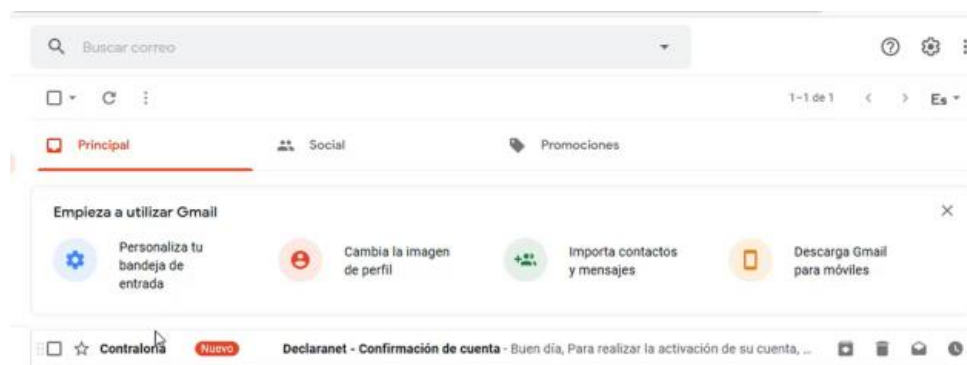 Buscar correo
1-1 de 1 Es
Principal Social Promociones
Empieza a utilizar Gmail
Personaliza tu
bandeja de
entrada
Cambia la imagen
de perfil
Importa contactos
y mensajes
Descarga Gmail
para móviles
Contraloria Nuevo Declaranet - Confirmación de cuenta - Buen día, Para realizar la activación de su cuenta, ...